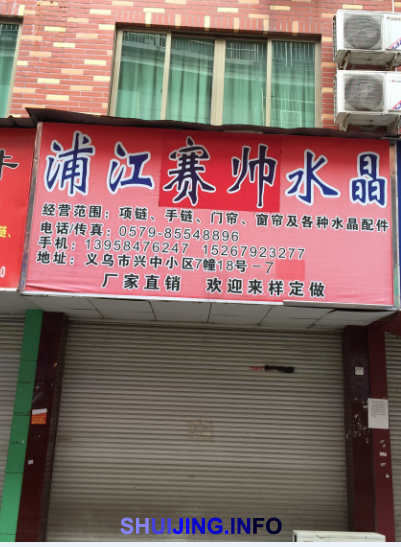 浦江赛帅水晶
经营范围：项链、手链、门帘、窗帘及各种水晶配件
电话/传真：0579-85548896
手机：13958476247 15267923277
地址：义乌市兴中小区7幢18号－7
厂家直销 欢迎来样定做
SHUIJING.INFO